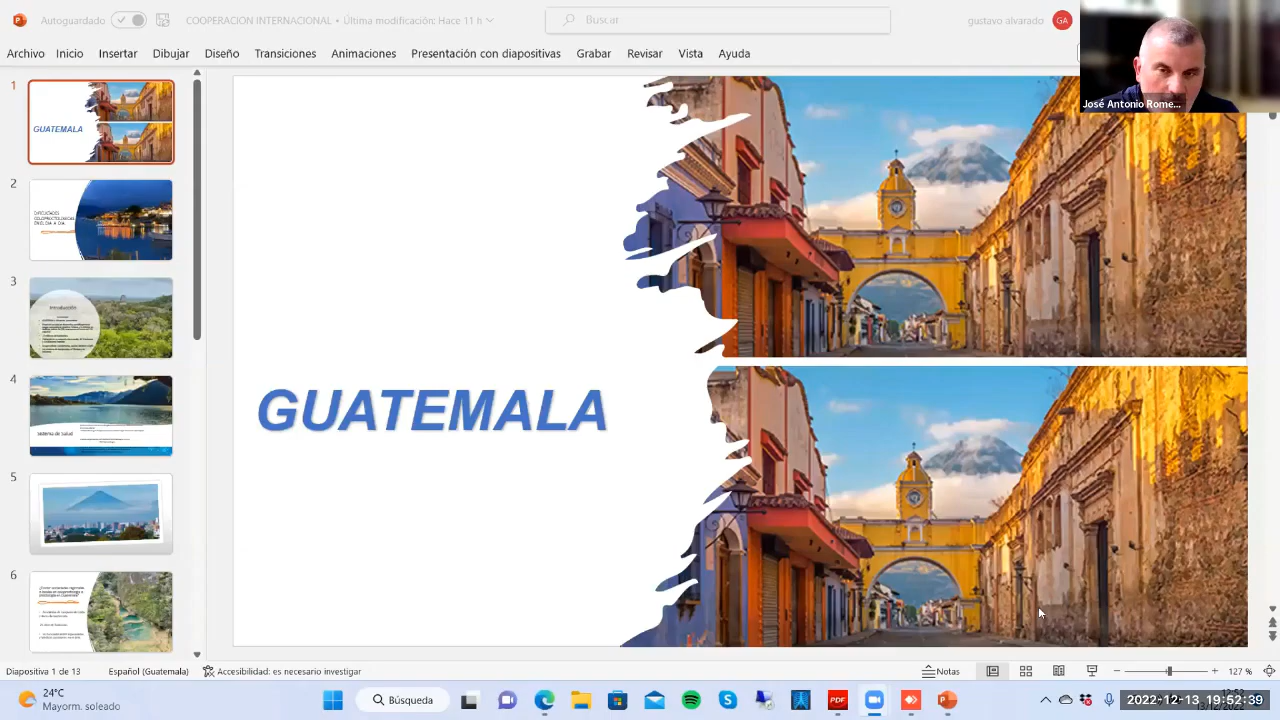 Autoguardado
COOPERACION INTERNACIONAL • Última modificación: Hace 11 h
Buscar
gustavo alvarado
GA
Archivo Inicio Insertar Dibujar Diseño Transiciones Animaciones Presentación con diapositivas Grabar Revisar Vista Ayuda
José Antonio Rome...
1
GUATEMALA
2
3
Introducción
4
Sistema de Salud
5
6
GUATEMALA
Diapositiva 1 de 13
Español (Guatemala)
Accesibilidad: es necesario investigar
Notas
127 %
24°C
Mayorm. soleado
Búsqueda
PDF
2022-12-13 19:52:39